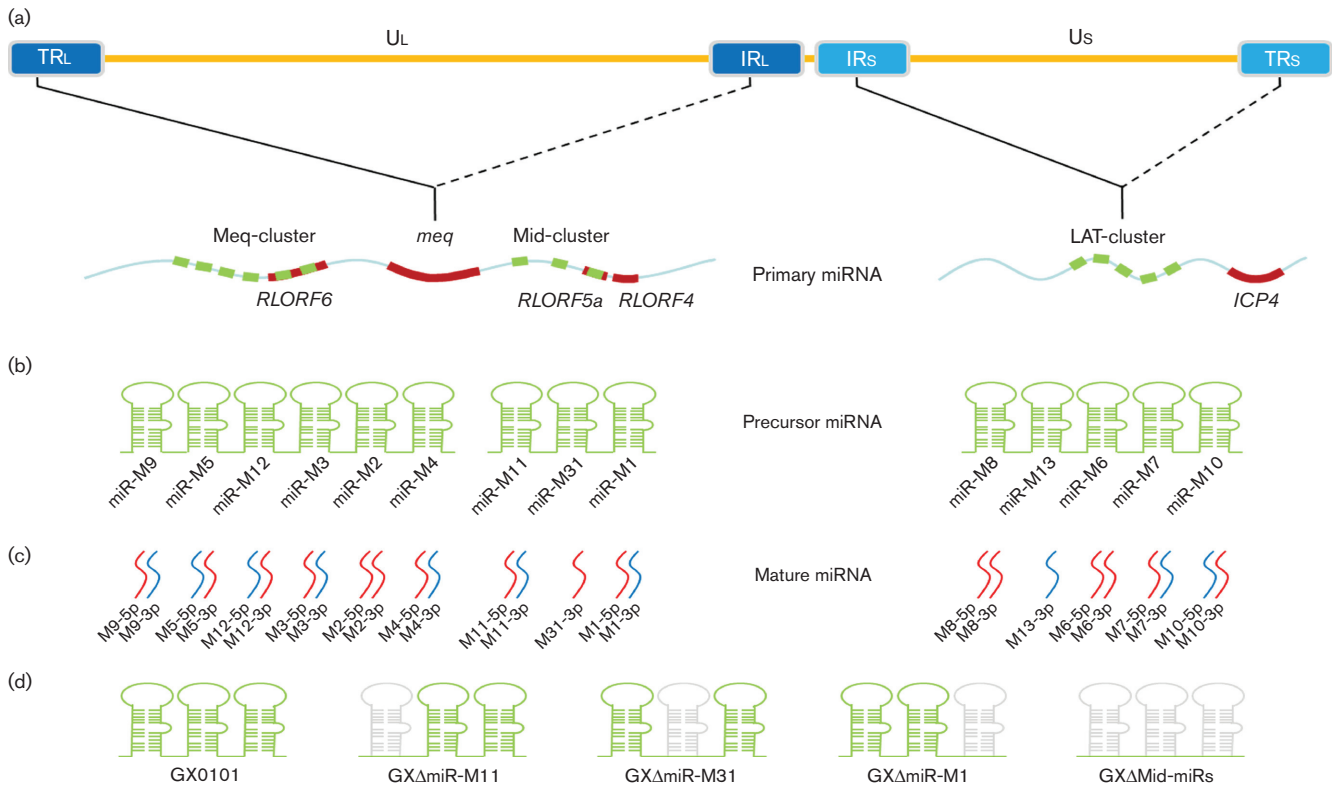 (a)
UL
US
TRL
IRL
IRS
TRS
Meq-cluster
meq
Mid-cluster
LAT-cluster
Primary miRNA
RLORF6
RLORF5a
RLORF4
ICP4
(b)
Precursor miRNA
miR-M9
miR-M5
miR-M12
miR-M3
miR-M2
miR-M4
miR-M11
miR-M31
miR-M1
miR-M8
miR-M13
miR-M6
miR-M7
miR-M10
(c)
Mature miRNA
M9-5p
M9-3p
M5-5p
M5-3p
M12-5p
M12-3p
M3-5p
M3-3p
M2-5p
M2-3p
M4-5p
M4-3p
M11-5p
M11-3p
M31-3p
M1-5p
M1-3p
M8-5p
M8-3p
M13-3p
M6-5p
M6-3p
M7-5p
M7-3p
M10-5p
M10-3p
(d)
GX0101
GXΔmiR-M11
GXΔmiR-M31
GXΔmiR-M1
GXΔMid-miRs